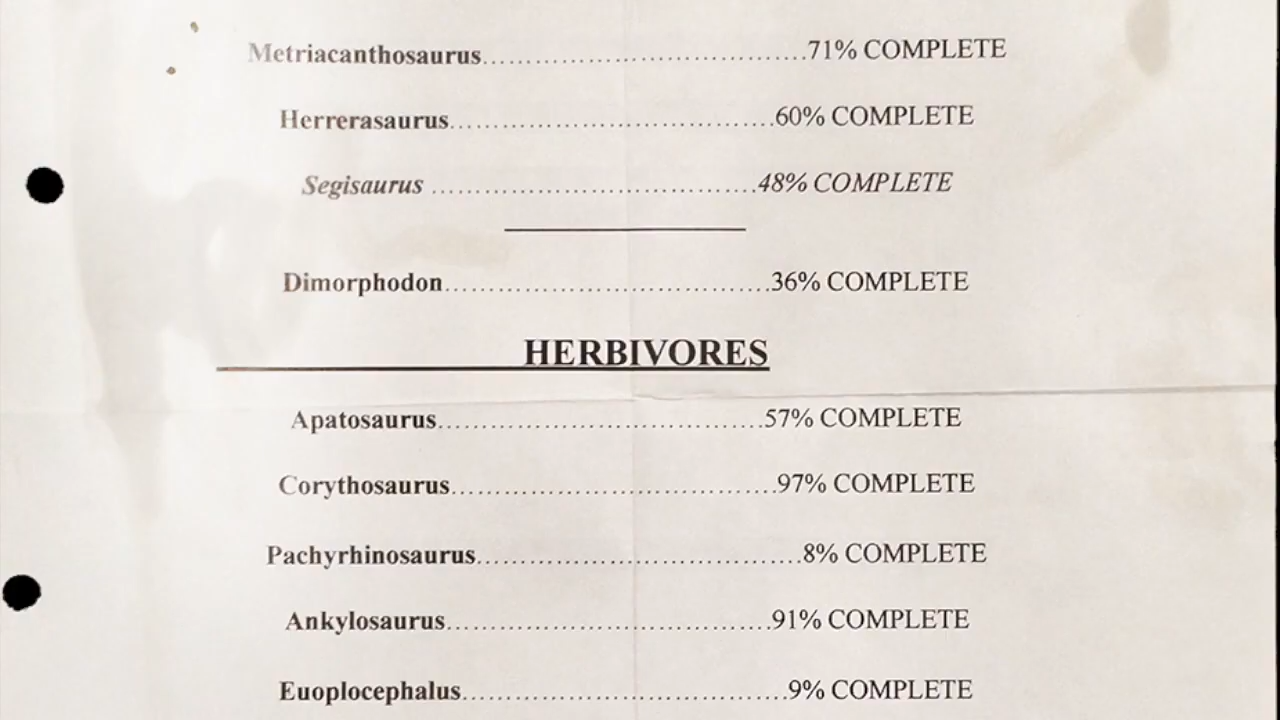 Metriacanthosaurus.......................................71% COMPLETE
Herrerasaurus.......................................60% COMPLETE
Segisaurus .......................................48% COMPLETE
Dimorphodon.......................................36% COMPLETE
HERBIVORES
Apatosaurus.......................................57% COMPLETE
Corythosaurus.......................................97% COMPLETE
Pachyrhinosaurus.......................................8% COMPLETE
Ankylosaurus.......................................91% COMPLETE
Euoplocephalus.......................................9% COMPLETE